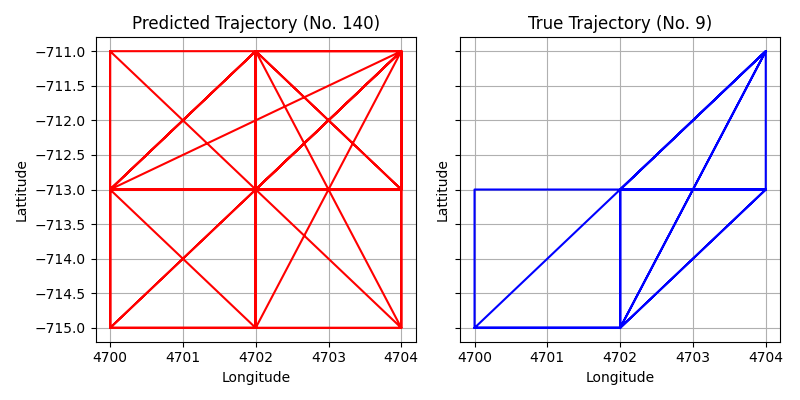 Predicted Trajectory (No. 140)
True Trajectory (No. 9)
Lattitude
−711.0
−711.5
−712.0
−712.5
−713.0
−713.5
−714.0
−714.5
−715.0
4700 4701 4702 4703 4704
Longitude
Lattitude
4700 4701 4702 4703 4704
Longitude